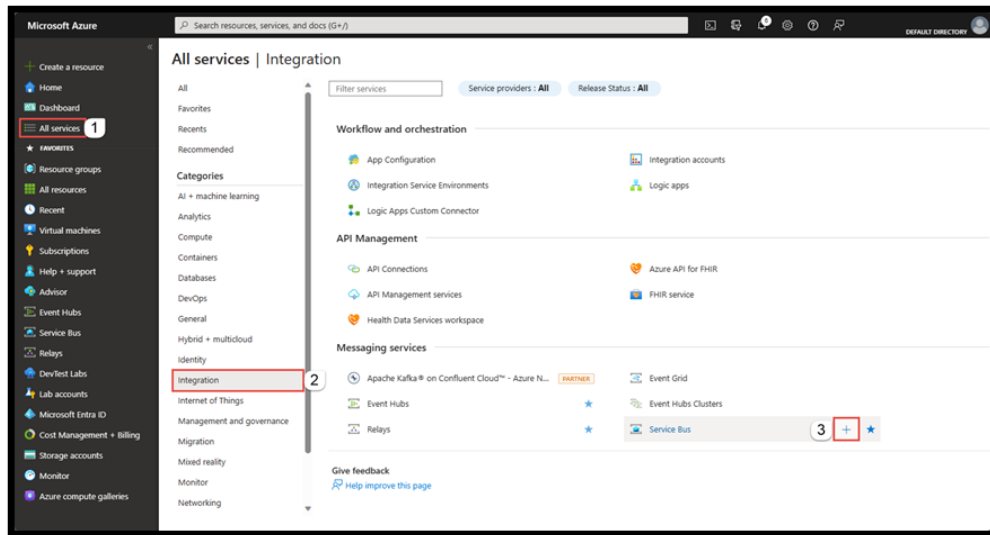 Microsoft Azure
Search resources, services, and docs (G+/)
DEFAULT DIRECTORY
«
Create a resource
Home
Dashboard
All services 1
FAVORITES
Resource groups
All resources
Recent
Virtual machines
Subscriptions
Help + support
Advisor
Event Hubs
Service Bus
Relays
DevTest Labs
Lab accounts
Microsoft Entra ID
Cost Management + Billing
Storage accounts
Monitor
Azure compute galleries
All services | Integration
All
Favorites
Recents
Recommended
Categories
AI + machine learning
Analytics
Compute
Containers
Databases
DevOps
General
Hybrid + multicloud
Identity
Integration 2
Internet of Things
Management and governance
Migration
Mixed reality
Monitor
Networking
Filter services
Service providers : All
Release Status : All
Workflow and orchestration
App Configuration
Integration accounts
Integration Service Environments
Logic apps
Logic Apps Custom Connector
API Management
API Connections
Azure API for FHIR
API Management services
FHIR service
Health Data Services workspace
Messaging services
Apache Kafka® on Confluent Cloud™ - Azure N... PARTNER
Event Grid
Event Hubs
Event Hubs Clusters
Relays
Service Bus 3 +
Give feedback
Help improve this page